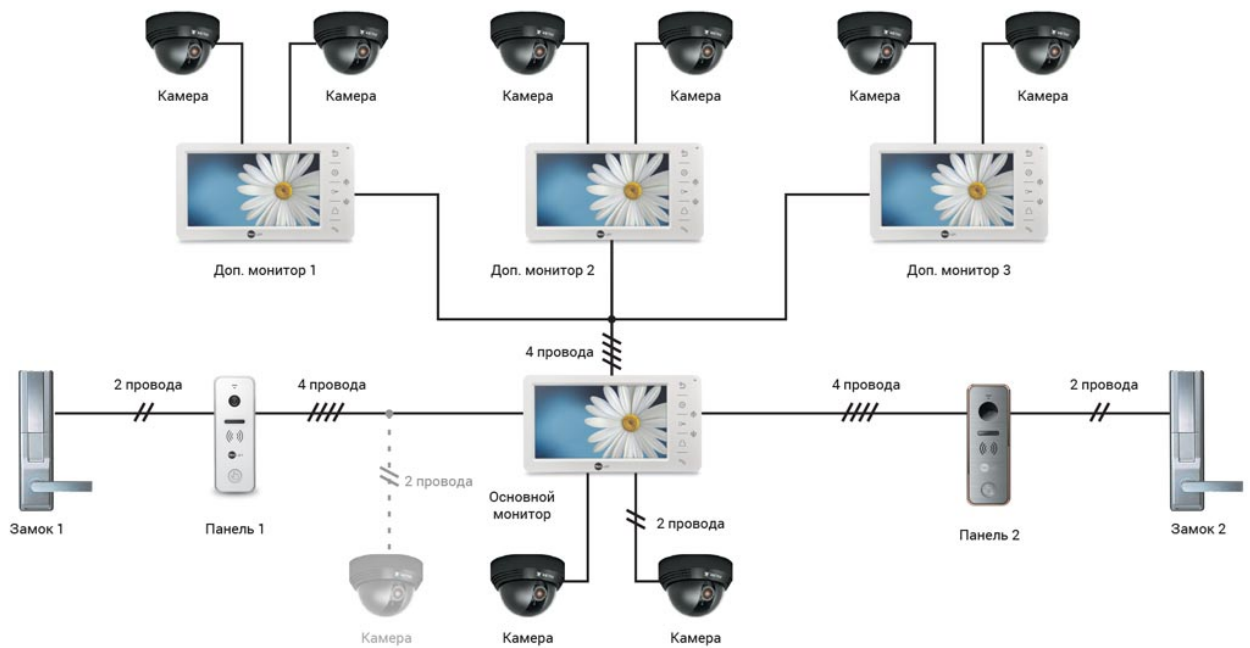 Камера
Камера
Камера
Камера
Камера
Камера
Доп. монитор 1
Доп. монитор 2
Доп. монитор 3
4 провода
2 провода
4 провода
4 провода
2 провода
2 провода
Основной
монитор
2 провода
Замок 1
Панель 1
Панель 2
Замок 2
Камера
Камера
Камера